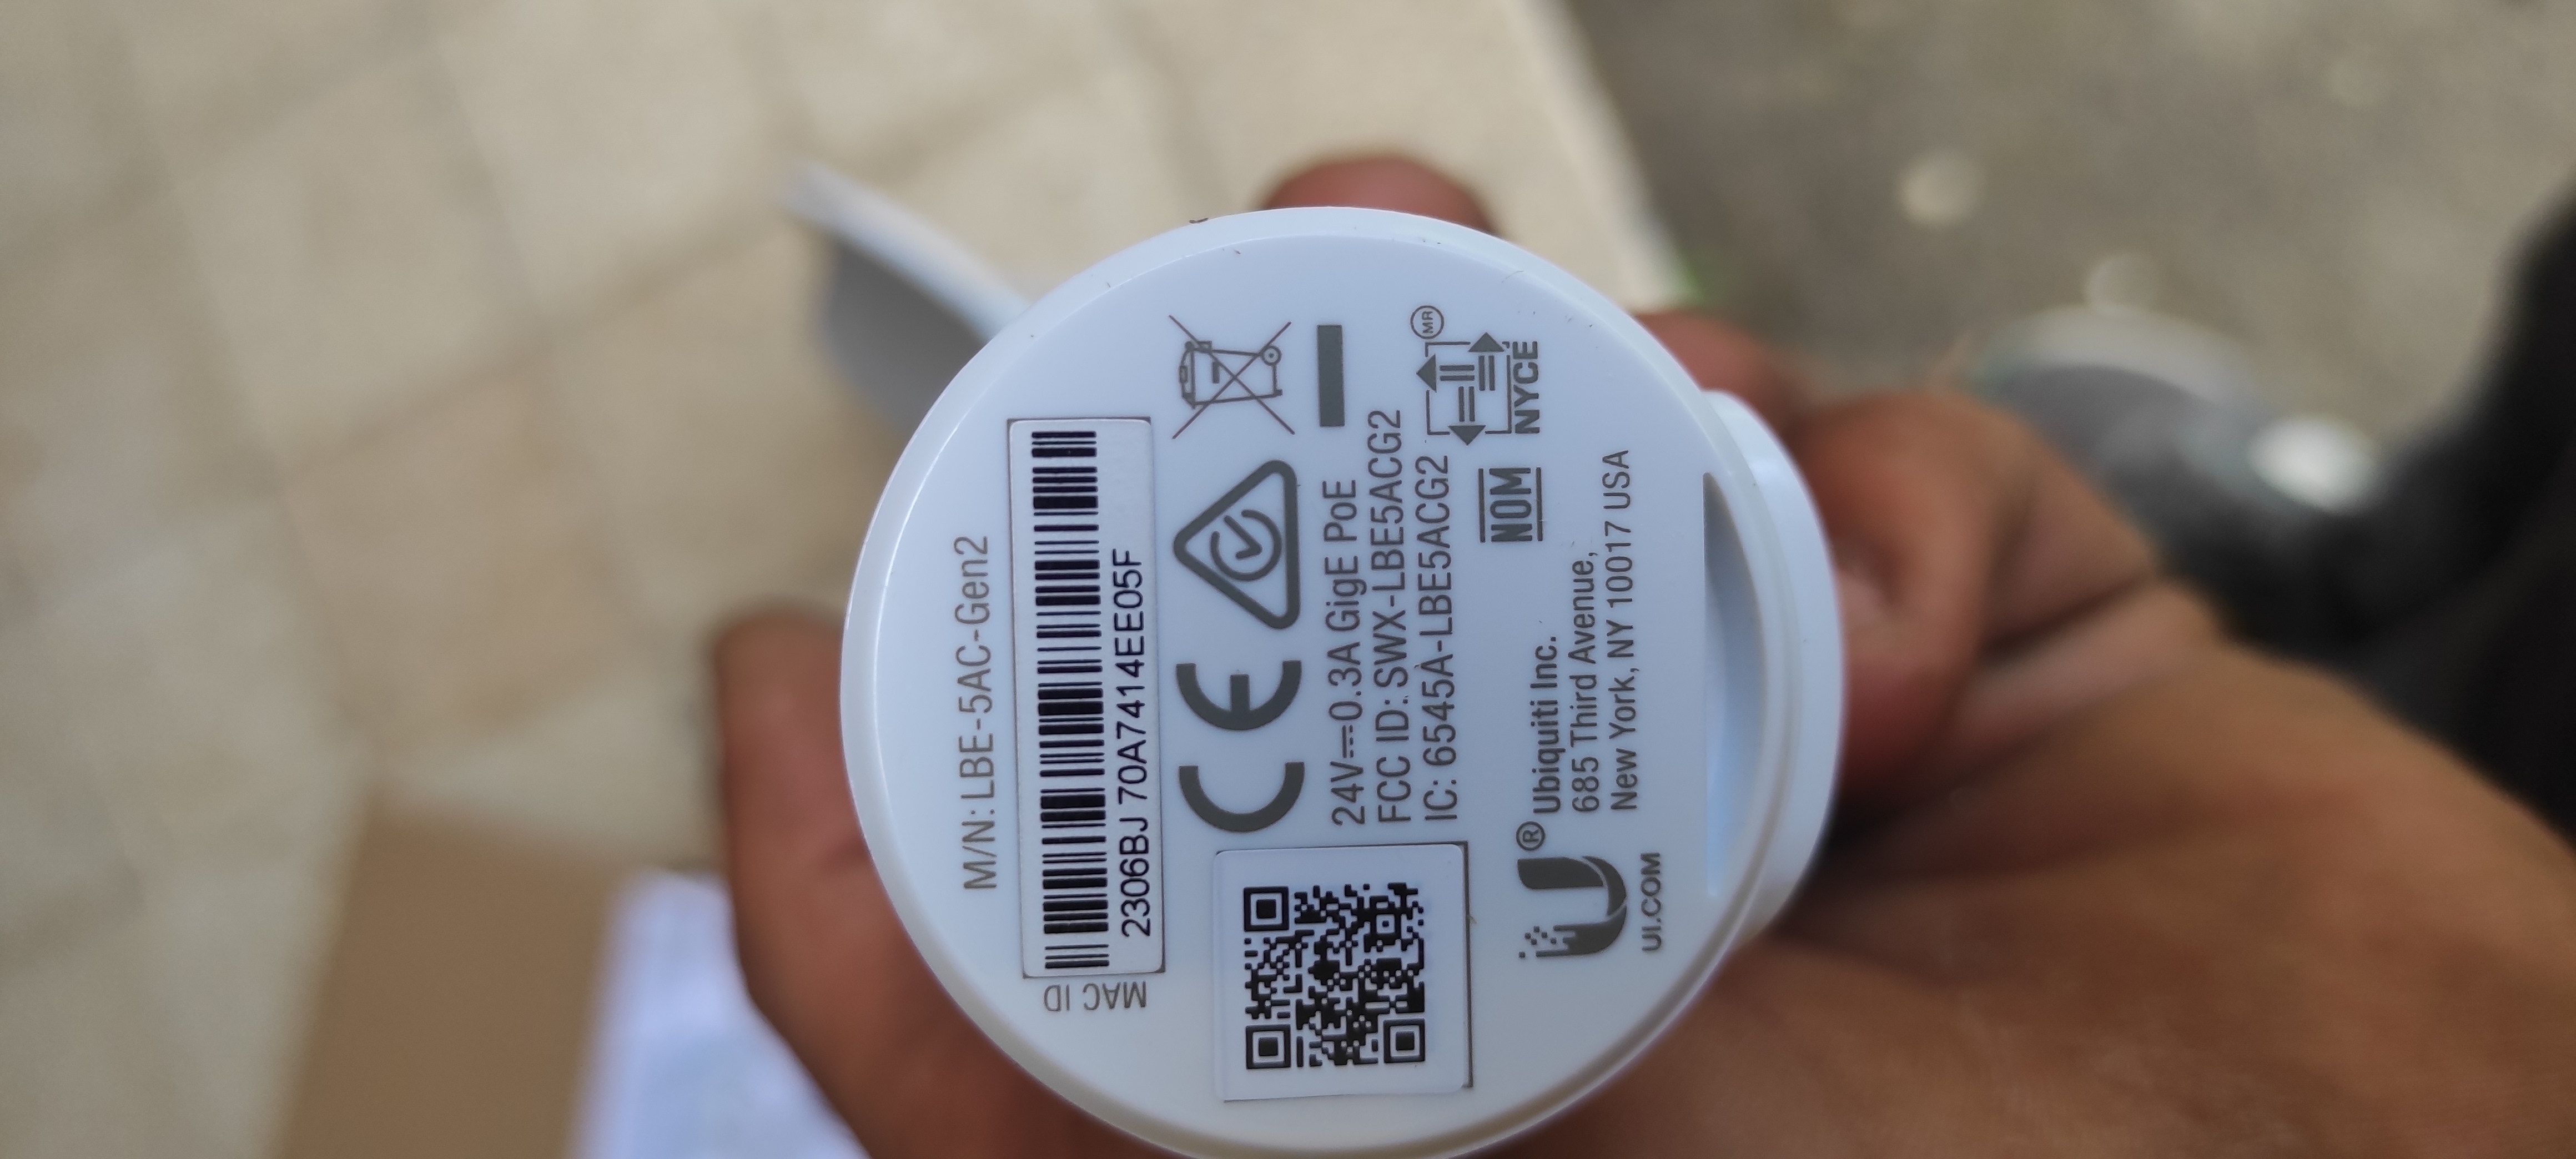 M/N: LBE-5AC-Gen2
MAC ID
2306BJ 70A7414EE05F
24V⎓0.3A GigE PoE
FCC ID: SWX-LBE5ACG2
IC: 6545A-LBE5ACG2
NOM
NYCE
MR
® Ubiquiti Inc.
685 Third Avenue,
New York, NY 10017 USA
UI.COM